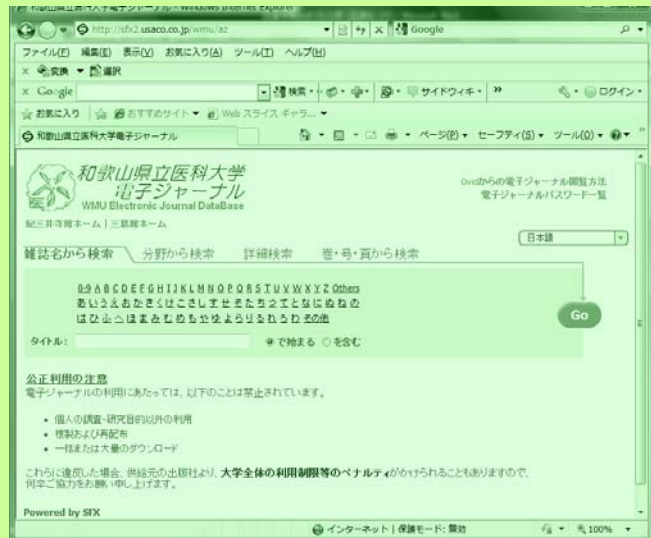 和歌山県立医科大学電子ジャーナル - Windows Internet Explorer
http://sfx2.usaco.co.jp/wmu/az
Google
ファイル(F) 編集(E) 表示(V) お気に入り(A) ツール(T) ヘルプ(H)
× 変換 選択
x Google 検索 サイドウィキ » ログイン
お気に入り おすすめサイト Web スライス ギャラ...
和歌山県立医科大学電子ジャーナル ページ(P) セーフティ(S) ツール(O) »
和歌山県立医科大学
電子ジャーナル
WMU Electronic Journal DataBase
Ovidからの電子ジャーナル閲覧方法
電子ジャーナルパスワード一覧
紀三井寺館ホーム | 三葛館ホーム
日本語
雑誌名から検索 分野から検索 詳細検索 巻・号・頁から検索
0-9 A B C D E F G H I J K L M N O P Q R S T U V W X Y Z Others
あ い う え お か き く け こ さ し す せ そ た ち つ て と な に ぬ ね の
は ひ ふ へ ほ ま み む め も や ゆ よ ら り る れ ろ わ その他
Go
タイトル: で始まる を含む
公正利用の注意
電子ジャーナルの利用にあたっては、以下のことは禁止されています。
• 個人の調査・研究目的以外の利用
• 複製および再配布
• 一括または大量のダウンロード
これらに違反した場合、供給元の出版社より、大学全体の利用制限等のペナルティがかけられることもありますので、
何卒ご協力をお願い申し上げます。
Powered by SFX
インターネット | 保護モード: 無効 100%